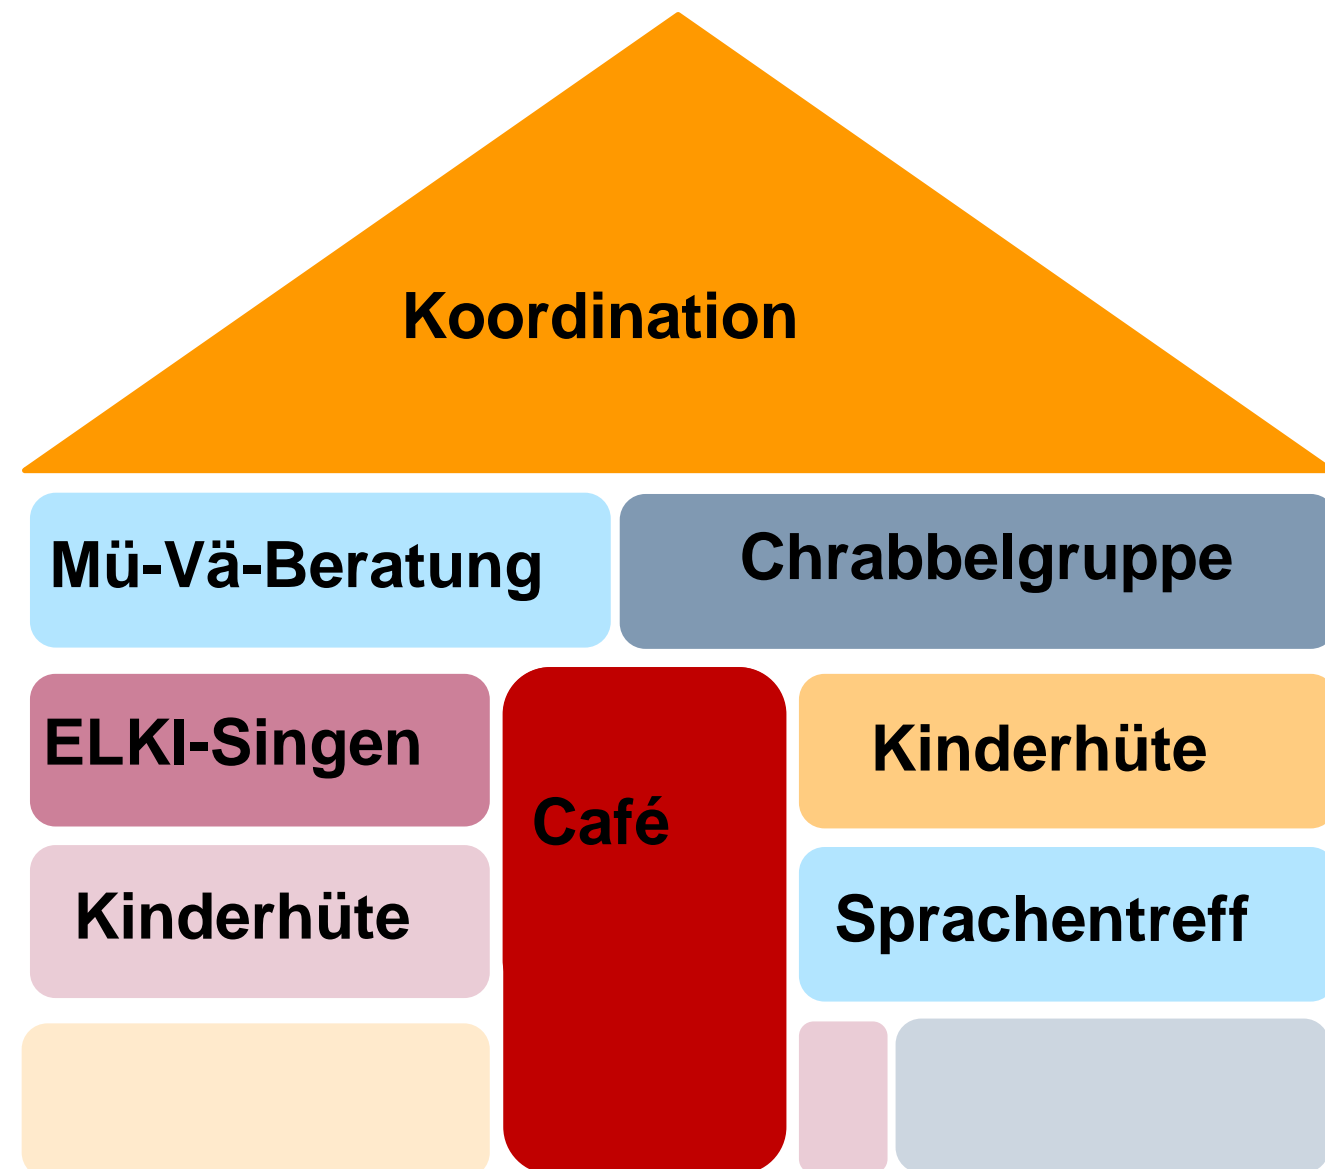 Koordination
Mü-Vä-Beratung
Chrabbelgruppe
ELKI-Singen
Kinderhüte
Café
Kinderhüte
Sprachentreff